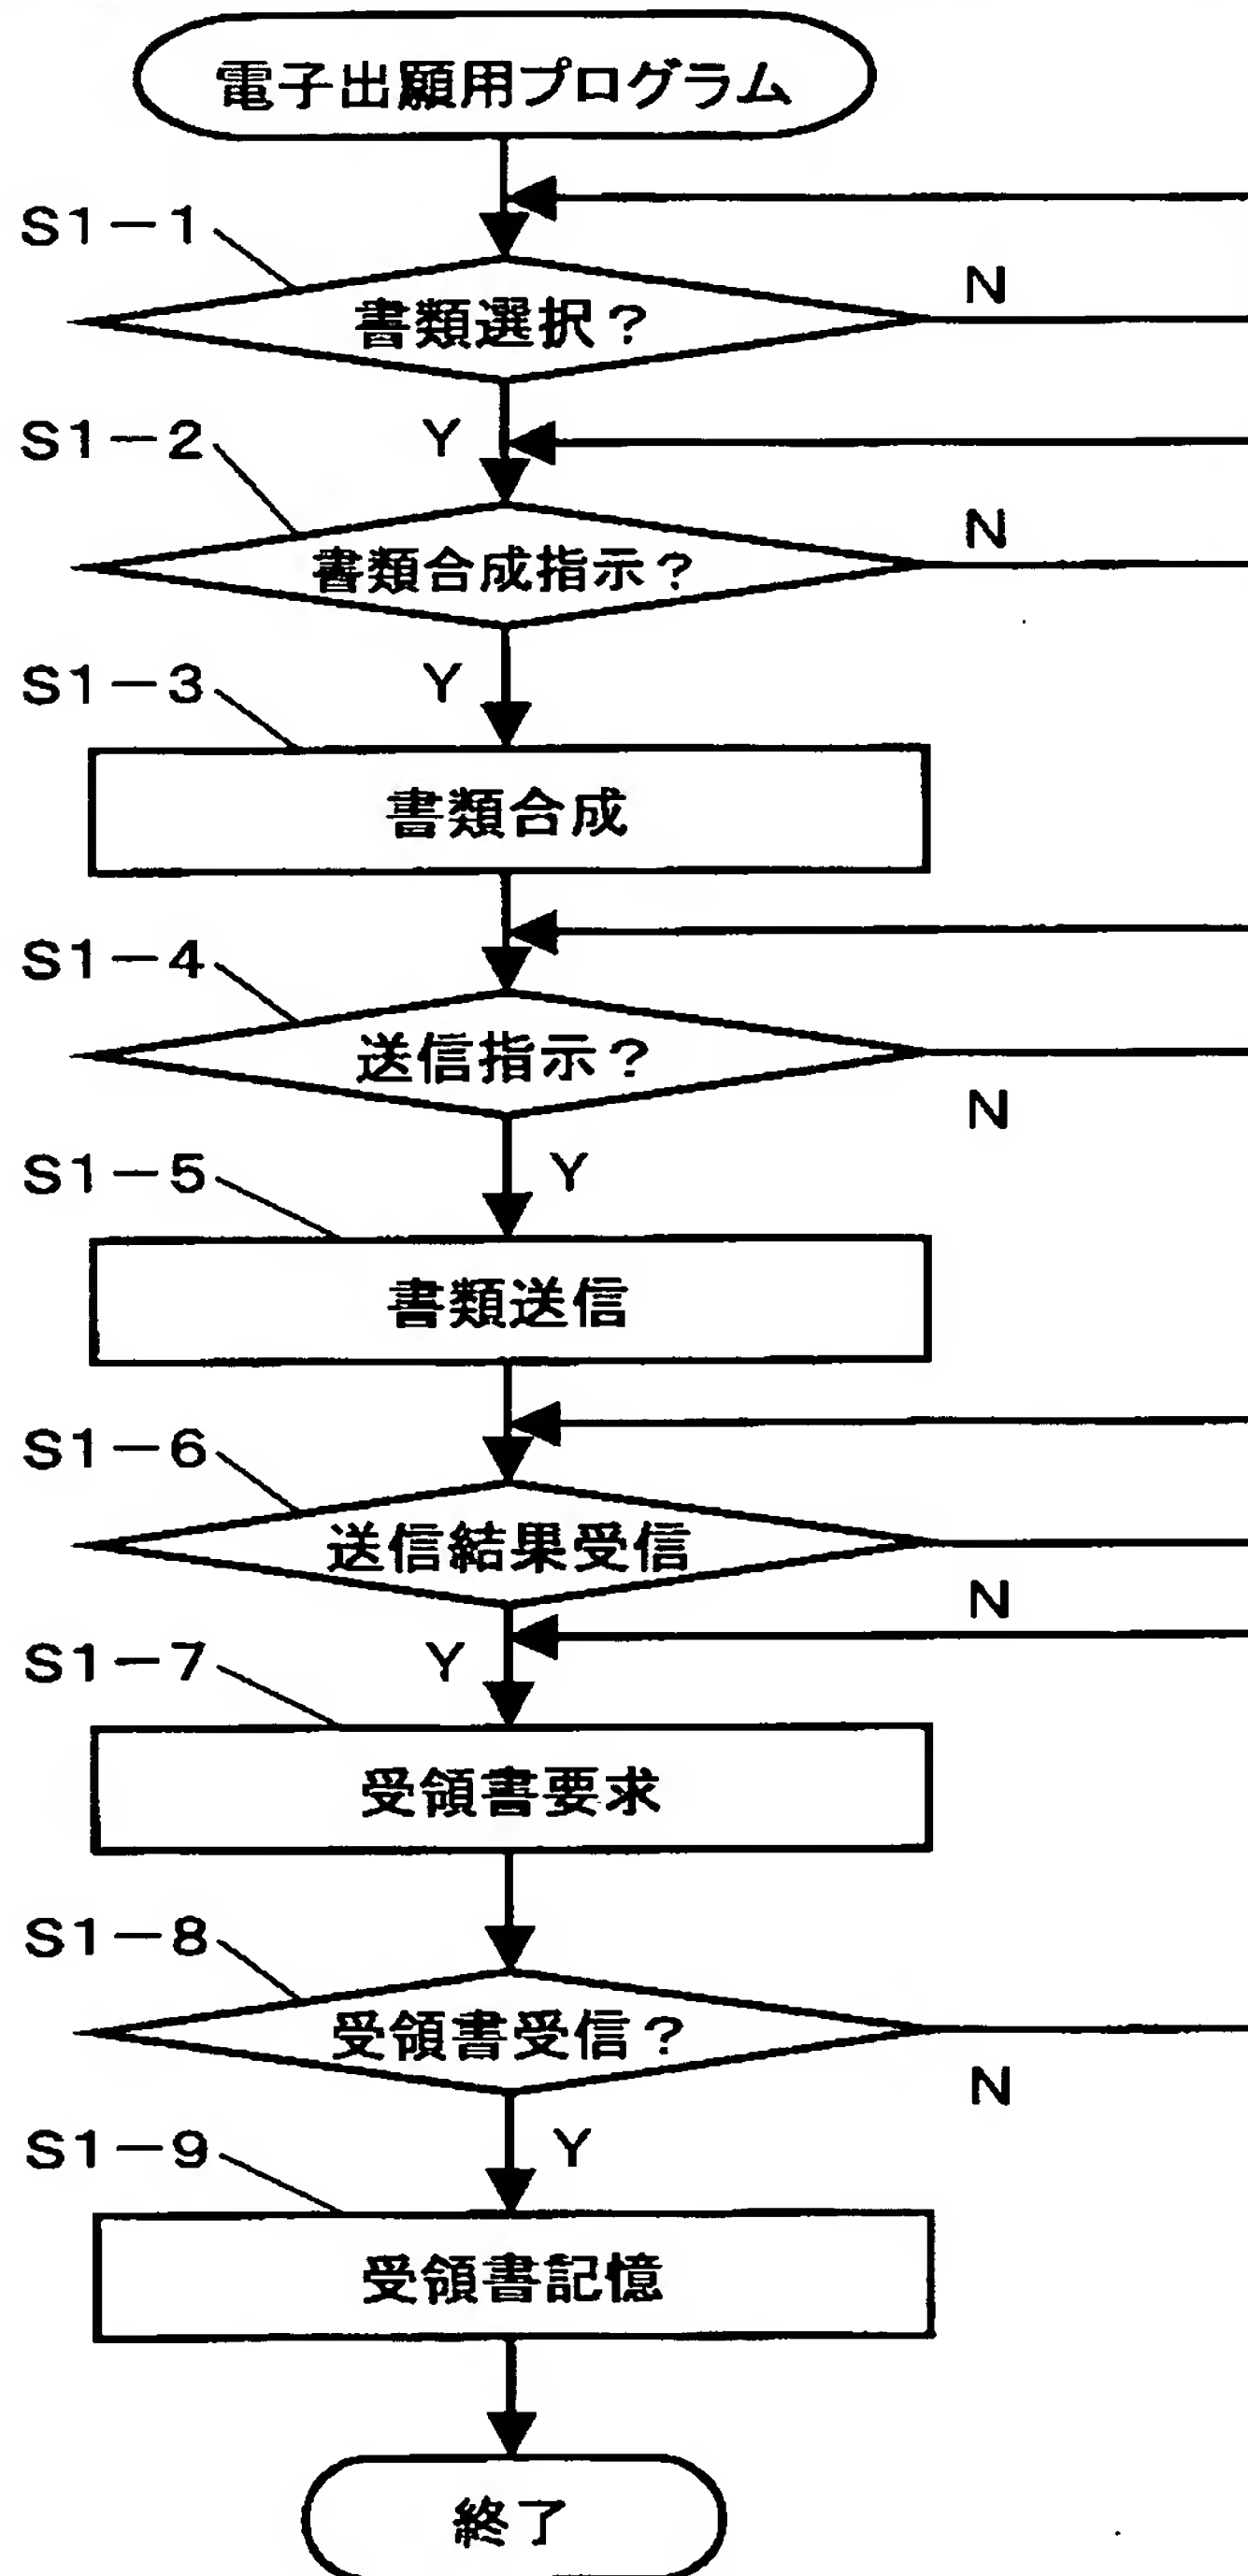 電子出願用プログラム
S1－1
書類選択？
N
Y
S1－2
書類合成指示？
N
Y
S1－3
書類合成
S1－4
送信指示？
N
Y
S1－5
書類送信
S1－6
送信結果受信
N
Y
S1－7
受領書要求
S1－8
受領書受信？
N
Y
S1－9
受領書記憶
終了